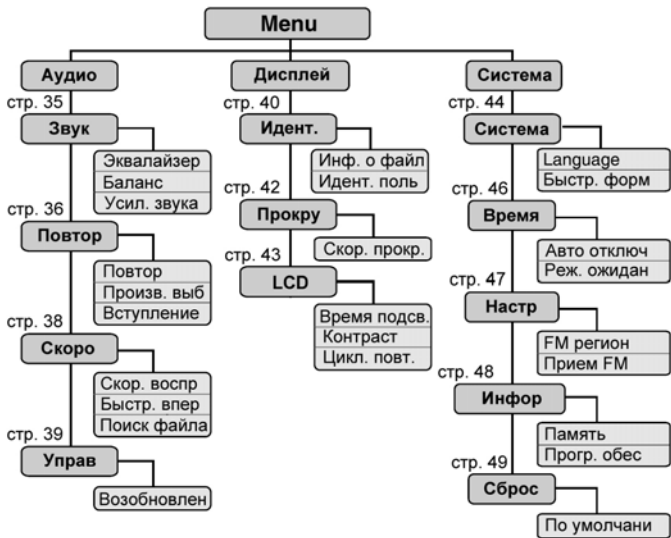 Menu
Аудио
стр. 35
Звук
Эквалайзер
Баланс
Усил. звука
стр. 36
Повтор
Повтор
Произв. выб
Вступление
стр. 38
Скоро
Скор. воспр
Быстр. впер
Поиск файла
стр. 39
Управ
Возобновлен
Дисплей
стр. 40
Идент.
Инф. о файл
Идент. поль
стр. 42
Прокру
Скор. прокр.
стр. 43
LCD
Время подсв.
Контраст
Цикл. повт.
Система
стр. 44
Система
Language
Быстр. форм
стр. 46
Время
Авто отключ
Реж. ожидан
стр. 47
Настр
FM регион
Прием FM
стр. 48
Инфор
Память
Прогр. обес
стр. 49
Сброс
По умолчани